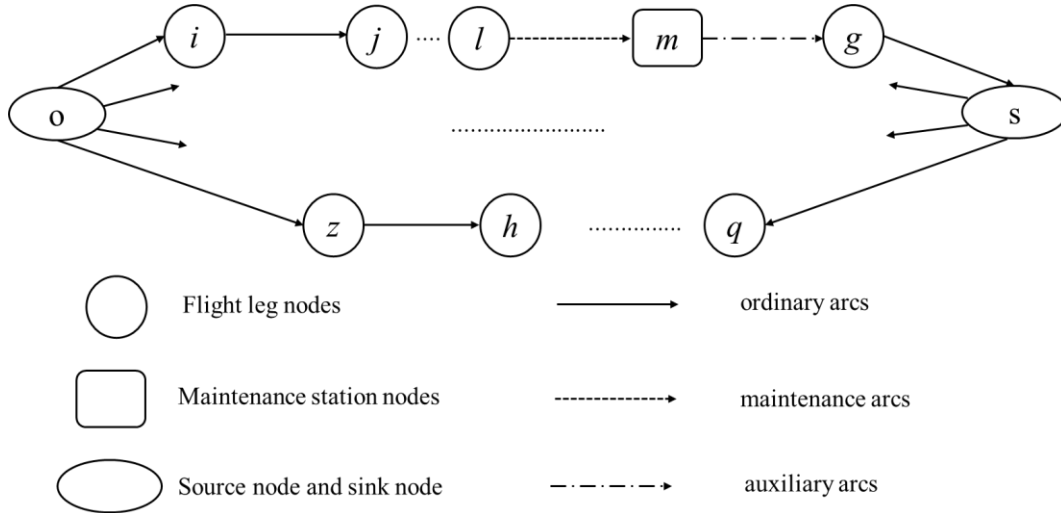 i j .... l m g
o s
..........................
z h ............... q
Flight leg nodes ordinary arcs
Maintenance station nodes maintenance arcs
Source node and sink node auxiliary arcs